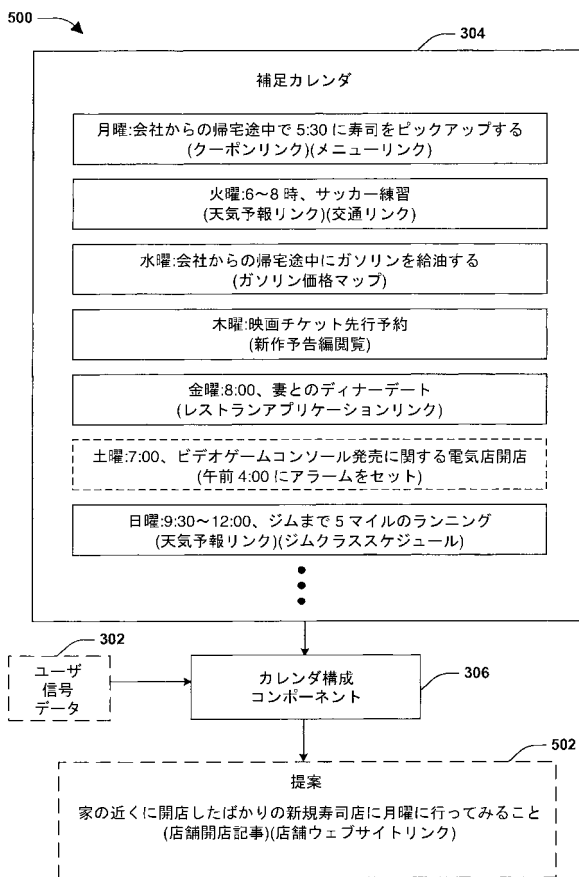 500
304
補足カレンダ
月曜:会社からの帰宅途中で 5:30 に寿司をピックアップする
(クーポンリンク)(メニューリンク)
火曜:6～8 時、サッカー練習
(天気予報リンク)(交通リンク)
水曜:会社からの帰宅途中にガソリンを給油する
(ガソリン価格マップ)
木曜:映画チケット先行予約
(新作予告編閲覧)
金曜:8:00、妻とのディナーデート
(レストランアプリケーションリンク)
土曜:7:00、ビデオゲームコンソール発売に関する電気店開店
(午前 4:00 にアラームをセット)
日曜:9:30～12:00、ジムまで 5 マイルのランニング
(天気予報リンク)(ジムクラススケジュール)
302
ユーザ
信号
データ
カレンダ構成
コンポーネント
306
502
提案
家の近くに開店したばかりの新規寿司店に月曜に行ってみること
(店舗開店記事)(店舗ウェブサイトリンク)